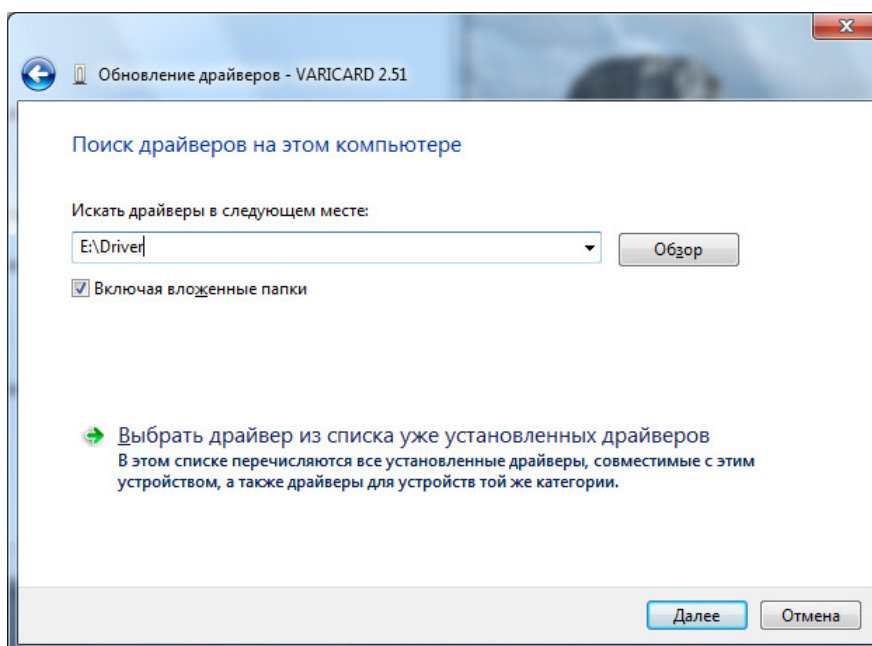 Обновление драйверов - VARICARD 2.51
Поиск драйверов на этом компьютере
Искать драйверы в следующем месте:
E:\Driver
Обзор
Включая вложенные папки
Выбрать драйвер из списка уже установленных драйверов
В этом списке перечисляются все установленные драйверы, совместимые с этим
устройством, а также драйверы для устройств той же категории.
Далее
Отмена